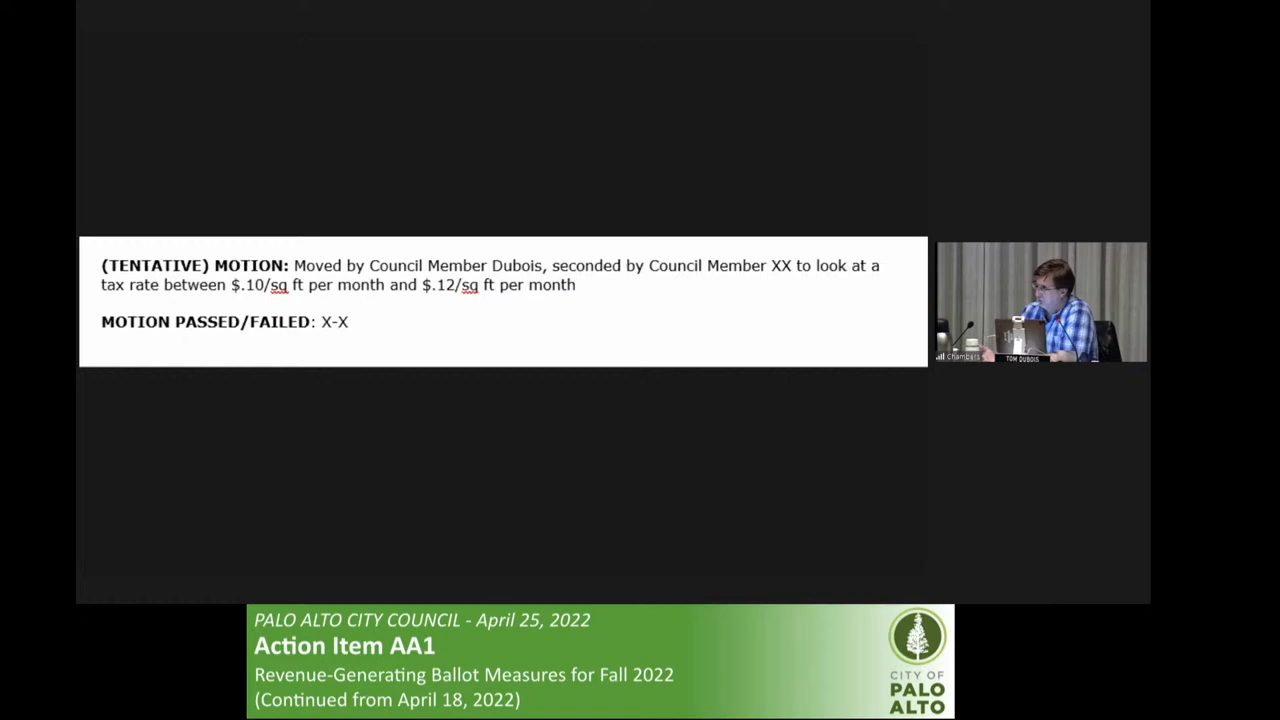 (TENTATIVE) MOTION: Moved by Council Member Dubois, seconded by Council Member XX to look at a
tax rate between $.10/sq ft per month and $.12/sq ft per month
MOTION PASSED/FAILED: X-X
Chambers
TOM DUBOIS
PALO ALTO CITY COUNCIL - April 25, 2022
Action Item AA1
Revenue-Generating Ballot Measures for Fall 2022
(Continued from April 18, 2022)
CITY OF
PALO
ALTO